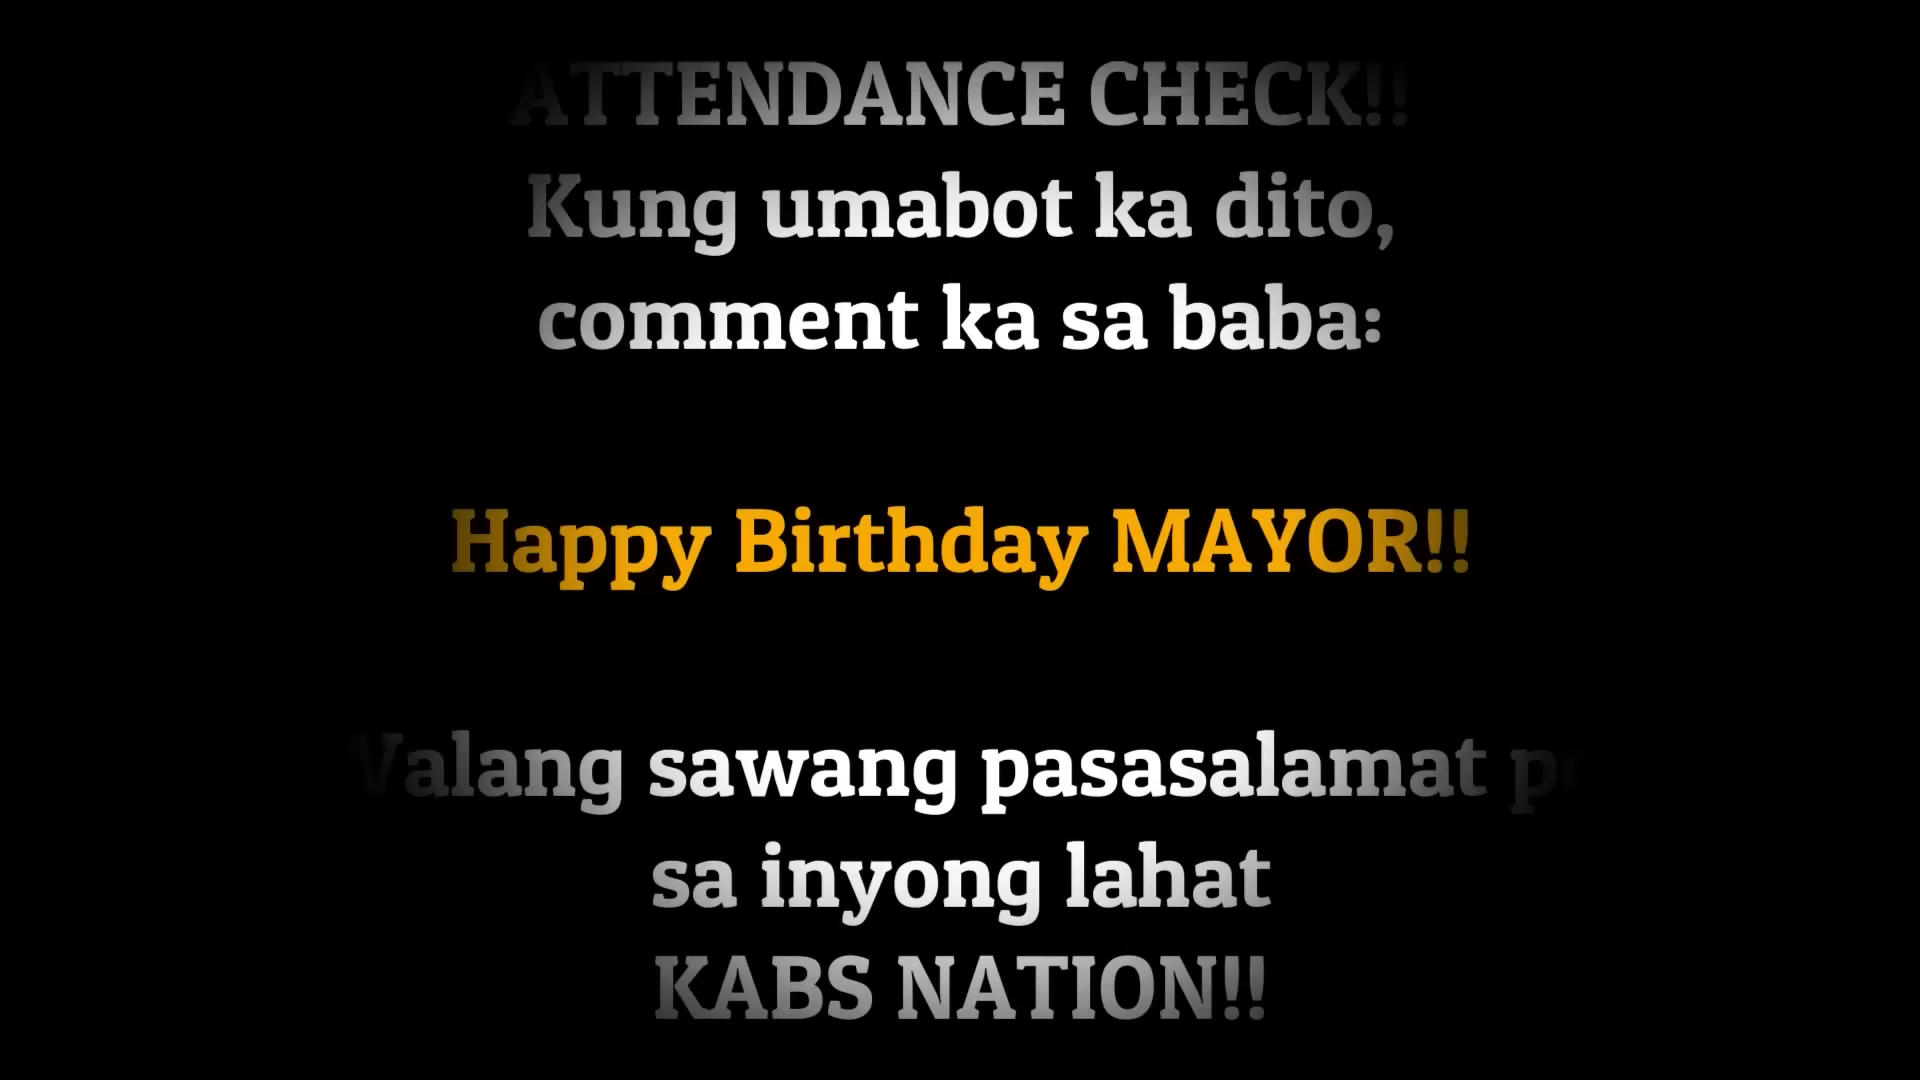 ATTENDANCE CHECK!!
Kung umabot ka dito,
comment ka sa baba:
Happy Birthday MAYOR!!
Walang sawang pasasalamat po
sa inyong lahat
KABS NATION!!